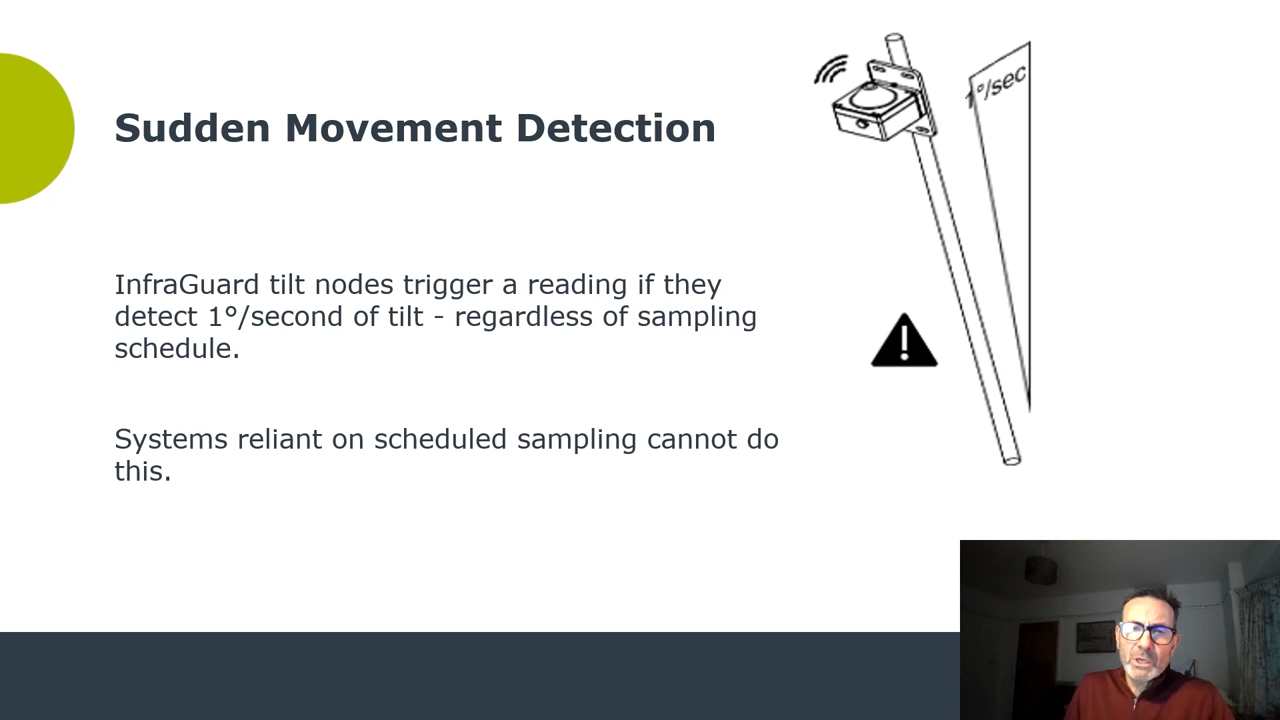 Sudden Movement Detection
1°/sec
InfraGuard tilt nodes trigger a reading if they
detect 1°/second of tilt - regardless of sampling
schedule.
Systems reliant on scheduled sampling cannot do
this.